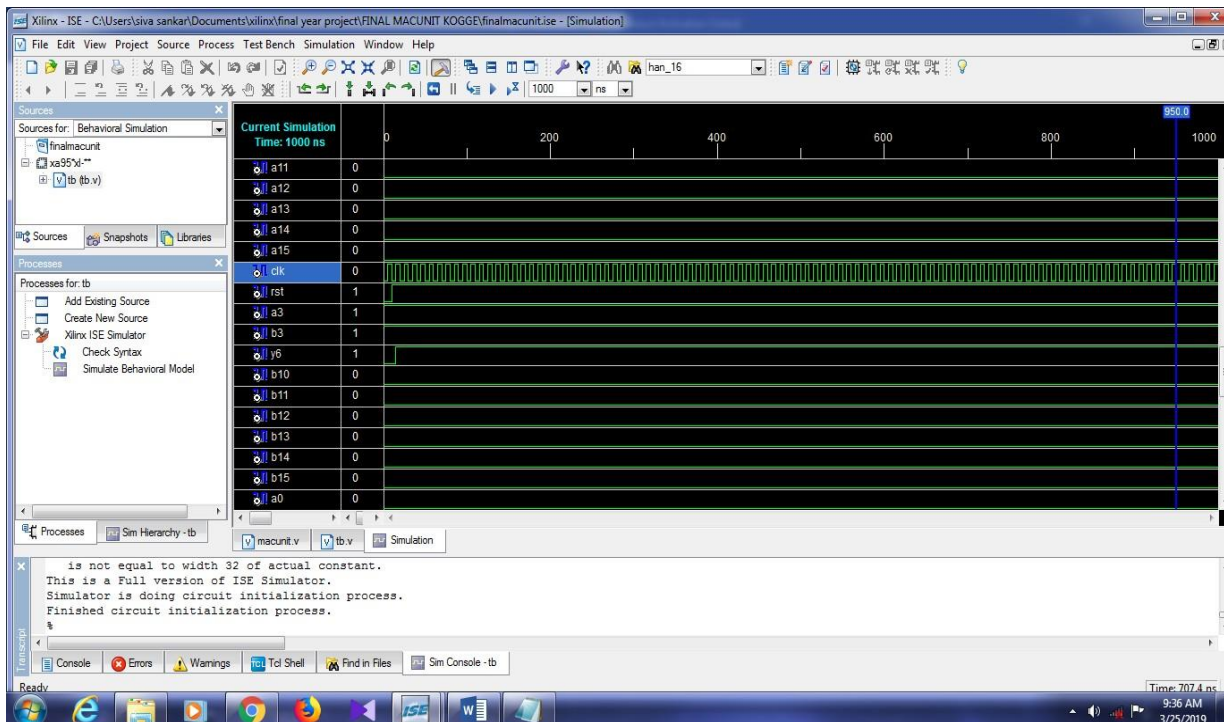 Xilinx - ISE - C:\Users\siva sankar\Documents\xilinx\final year project\FINAL MACUNIT KOGGE\finalmacunit.ise - [Simulation]
File Edit View Project Source Process Test Bench Simulation Window Help
han_16
1000 ns
Sources
Sources for: Behavioral Simulation
finalmacunit
xa95*xl-**
tb (tb.v)
Sources Snapshots Libraries
Processes
Processes for: tb
Add Existing Source
Create New Source
Xilinx ISE Simulator
Check Syntax
Simulate Behavioral Model
Processes Sim Hierarchy - tb
950.0
Current Simulation
Time: 1000 ns
0 200 400 600 800 1000
a11 0
a12 0
a13 0
a14 0
a15 0
clk 0
rst 1
a3 1
b3 1
y6 1
b10 0
b11 0
b12 0
b13 0
b14 0
b15 0
a0 0
macunit.v tb.v Simulation
is not equal to width 32 of actual constant.
This is a Full version of ISE Simulator.
Simulator is doing circuit initialization process.
Finished circuit initialization process.
%
Transcript
Console Errors Warnings Tcl Shell Find in Files Sim Console - tb
Ready Time: 707.4 ns
ISE
9:36 AM
3/25/2019